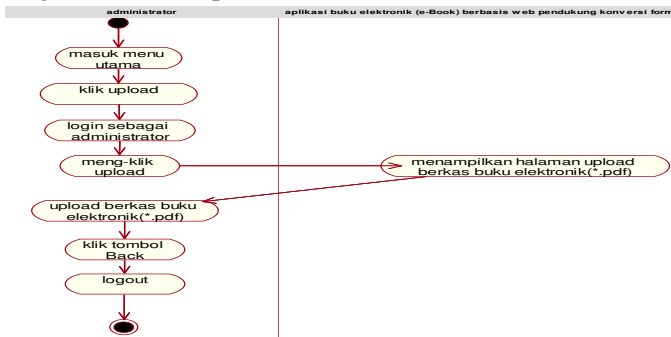 administrator
aplikasi buku elektronik (e-Book) berbasis web pendukung konversi form
masuk menu
utama
klik upload
login sebagai
administrator
meng-klik
upload
menampilkan halaman upload
berkas buku elektronik(*.pdf)
upload berkas buku
elektronik(*.pdf)
klik tombol
Back
logout